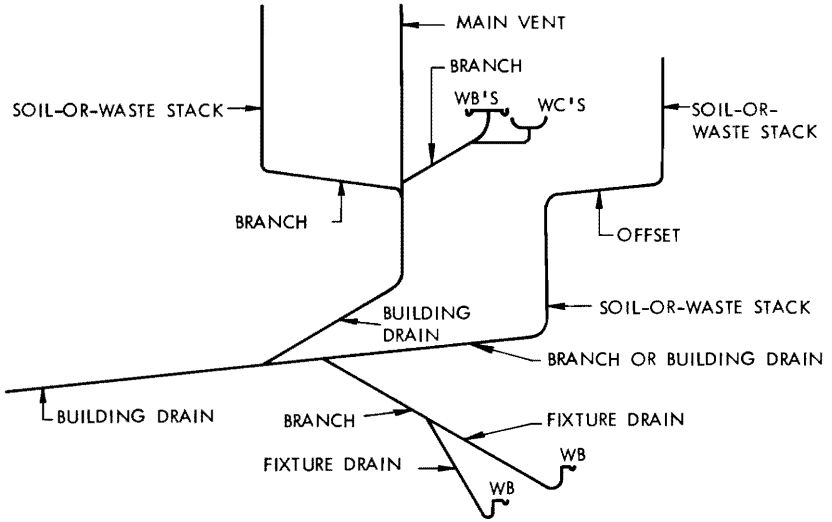 MAIN VENT
BRANCH
WB'S
WC'S
SOIL-OR-WASTE STACK
SOIL-OR-
WASTE STACK
BRANCH
OFFSET
BUILDING
DRAIN
SOIL-OR-WASTE STACK
BRANCH OR BUILDING DRAIN
BUILDING DRAIN
BRANCH
FIXTURE DRAIN
FIXTURE DRAIN
WB
WB